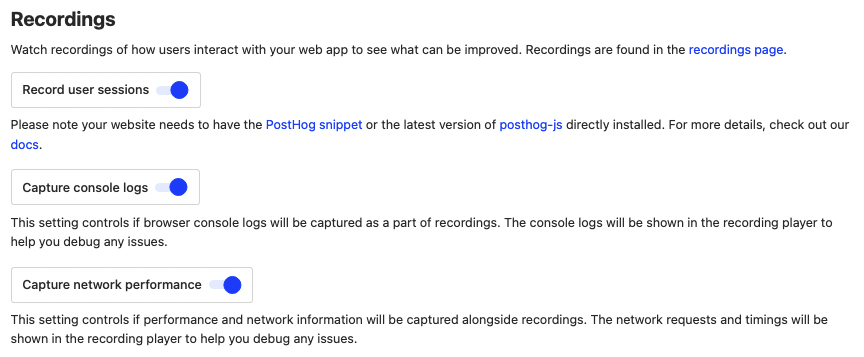 Recordings
Watch recordings of how users interact with your web app to see what can be improved. Recordings are found in the recordings page.
Record user sessions
Please note your website needs to have the PostHog snippet or the latest version of posthog-js directly installed. For more details, check out our
docs.
Capture console logs
This setting controls if browser console logs will be captured as a part of recordings. The console logs will be shown in the recording player to
help you debug any issues.
Capture network performance
This setting controls if performance and network information will be captured alongside recordings. The network requests and timings will be
shown in the recording player to help you debug any issues.